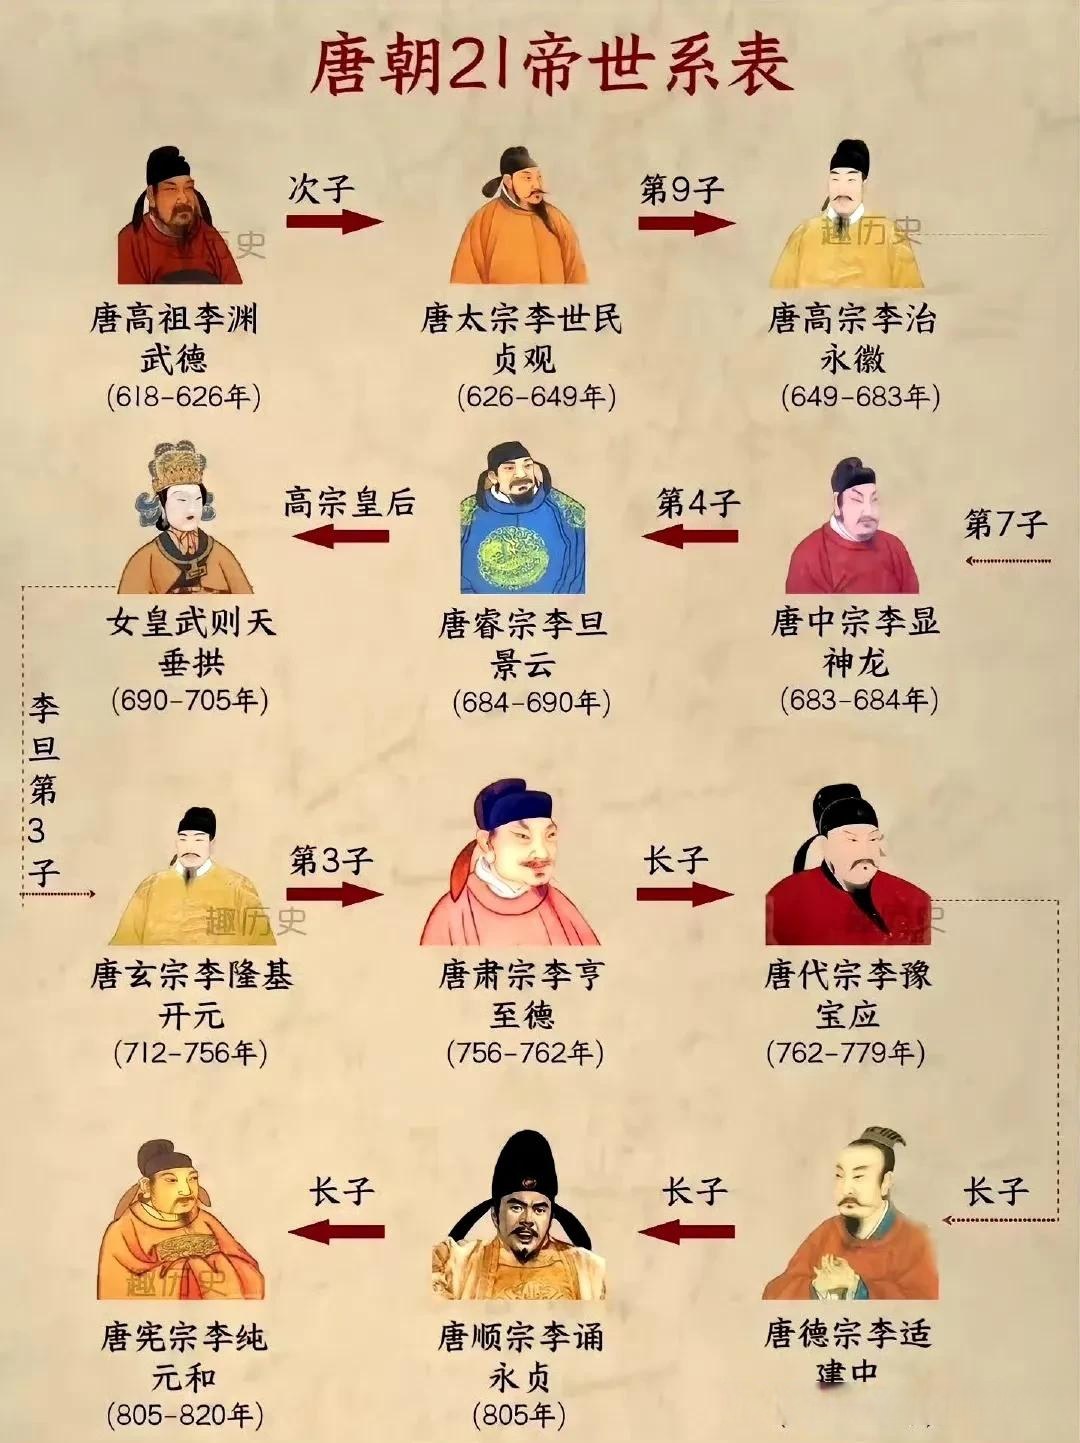 唐朝21帝世系表
次子
第9子
趣历史
唐高祖李渊
武德
(618-626年)
唐太宗李世民
贞观
(626-649年)
唐高宗李治
永徽
(649-683年)
高宗皇后
第4子
第7子
女皇武则天
垂拱
(690-705年)
唐睿宗李旦
景云
(684-690年)
唐中宗李显
神龙
(683-684年)
李旦第3子
第3子
长子
趣历史
唐玄宗李隆基
开元
(712-756年)
唐肃宗李亨
至德
(756-762年)
唐代宗李豫
宝应
(762-779年)
长子
长子
长子
趣历史
唐宪宗李纯
元和
(805-820年)
唐顺宗李诵
永贞
(805年)
唐德宗李适
建中